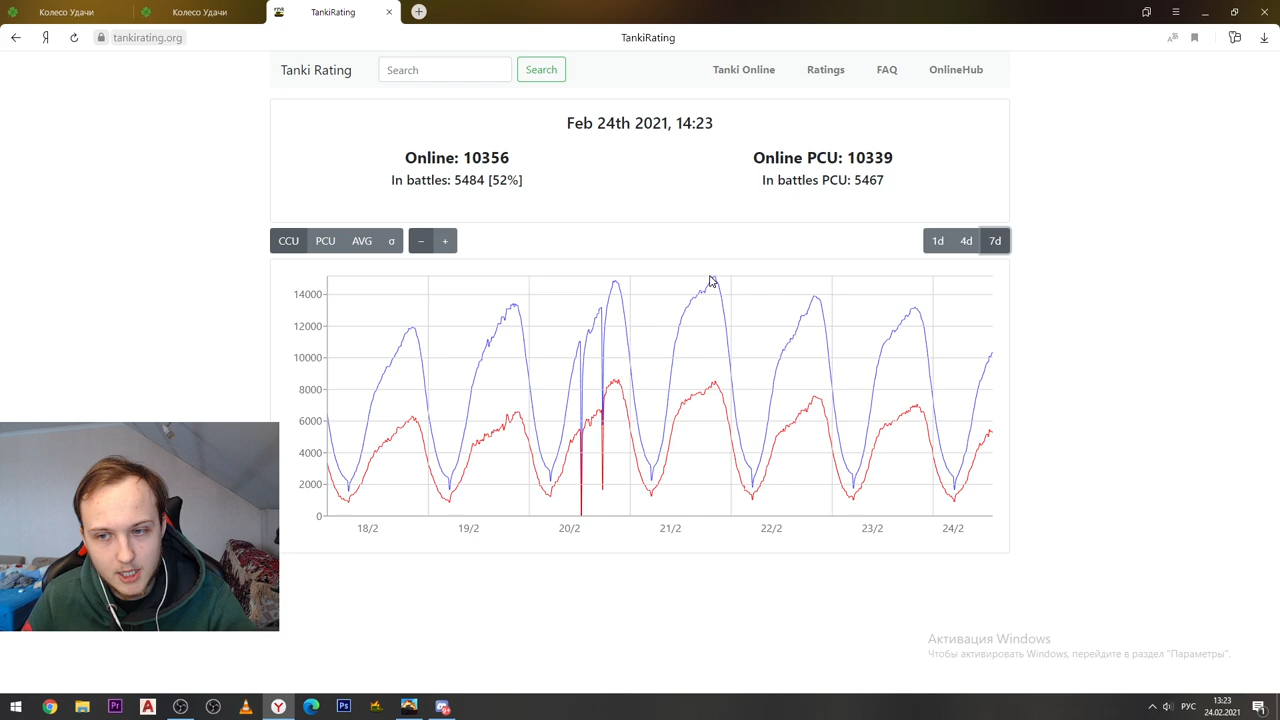 Колесо Удачи
Колесо Удачи
TankiRating
tankirating.org
TankiRating
Tanki Rating
Search
Search
Tanki Online
Ratings
FAQ
OnlineHub
Feb 24th 2021, 14:23
Online: 10356
Online PCU: 10339
In battles: 5484 [52%]
In battles PCU: 5467
CCU PCU AVG σ – +
1d 4d 7d
14000
12000
10000
8000
6000
4000
2000
0
18/2 19/2 20/2 21/2 22/2 23/2 24/2
Активация Windows
Чтобы активировать Windows, перейдите в раздел "Параметры".
РУС
13:23
24.02.2021